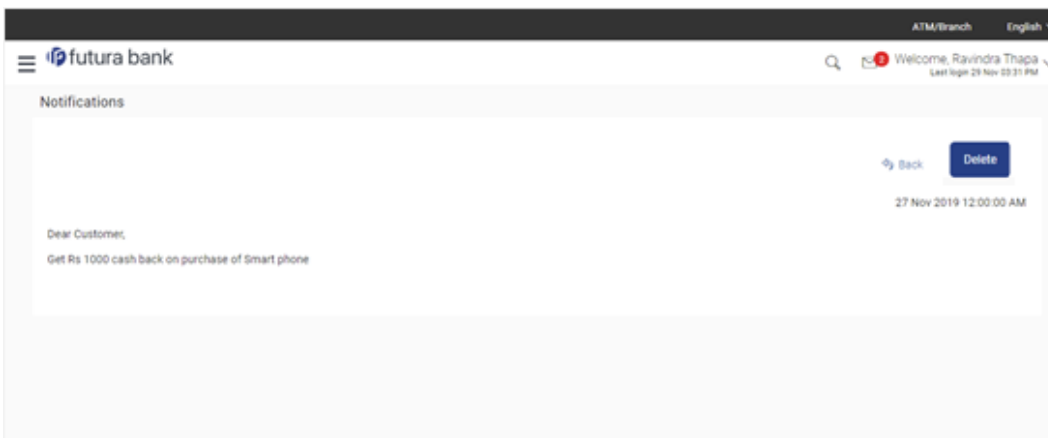 ATM/Branch English
futura bank
2 Welcome, Ravindra Thapa
Last login 29 Nov 03:31 PM
Notifications
Back Delete
27 Nov 2019 12:00:00 AM
Dear Customer,
Get Rs 1000 cash back on purchase of Smart phone